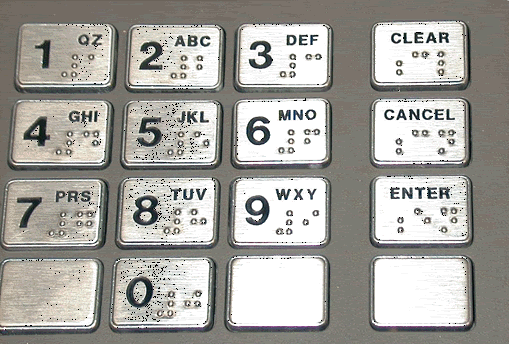 1 QZ 2 ABC 3 DEF CLEAR
4 GHI 5 JKL 6 MNO CANCEL
7 PRS 8 TUV 9 WXY ENTER
0